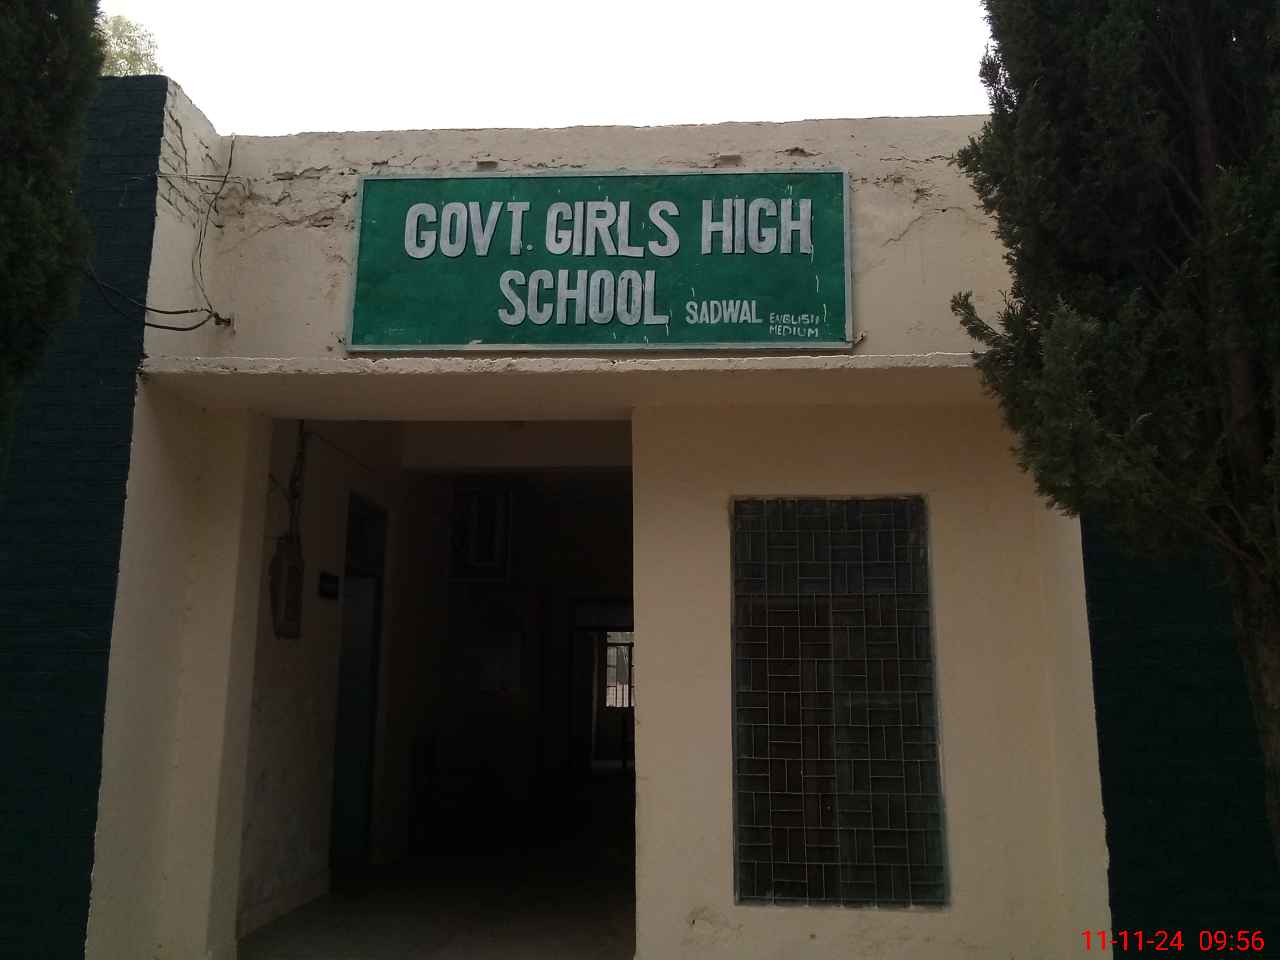 GOVT. GIRLS HIGH
SCHOOL SADWAL ENGLISH
MEDIUM
11-11-24 09:56